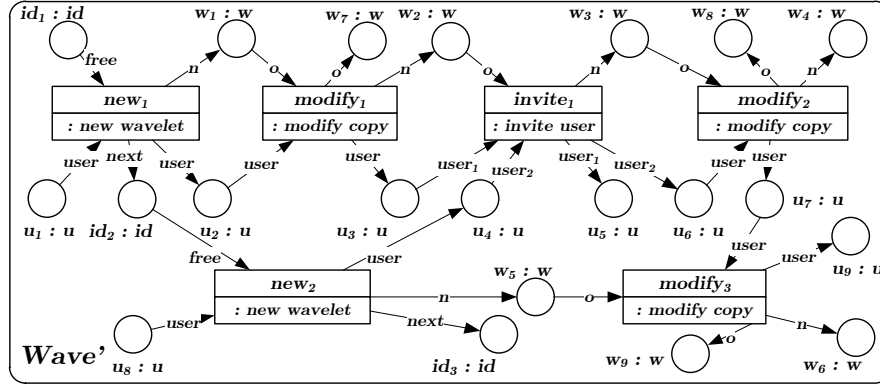 id₁ : id
w₁ : w
w₇ : w
w₂ : w
w₃ : w
w₈ : w
w₄ : w
free
n
o
o
n
o
n
o
o
n
new₁
: new wavelet
modify₁
: modify copy
invite₁
: invite user
modify₂
: modify copy
user
next
user
user
user
user₁
user₂
user₁
user₂
user
user
u₁ : u
id₂ : id
u₂ : u
u₃ : u
u₄ : u
u₅ : u
u₆ : u
u₇ : u
free
user
user
user
u₉ : u
new₂
: new wavelet
n
w₅ : w
o
modify₃
: modify copy
user
next
n
o
Wave'
u₈ : u
id₃ : id
w₉ : w
w₆ : w